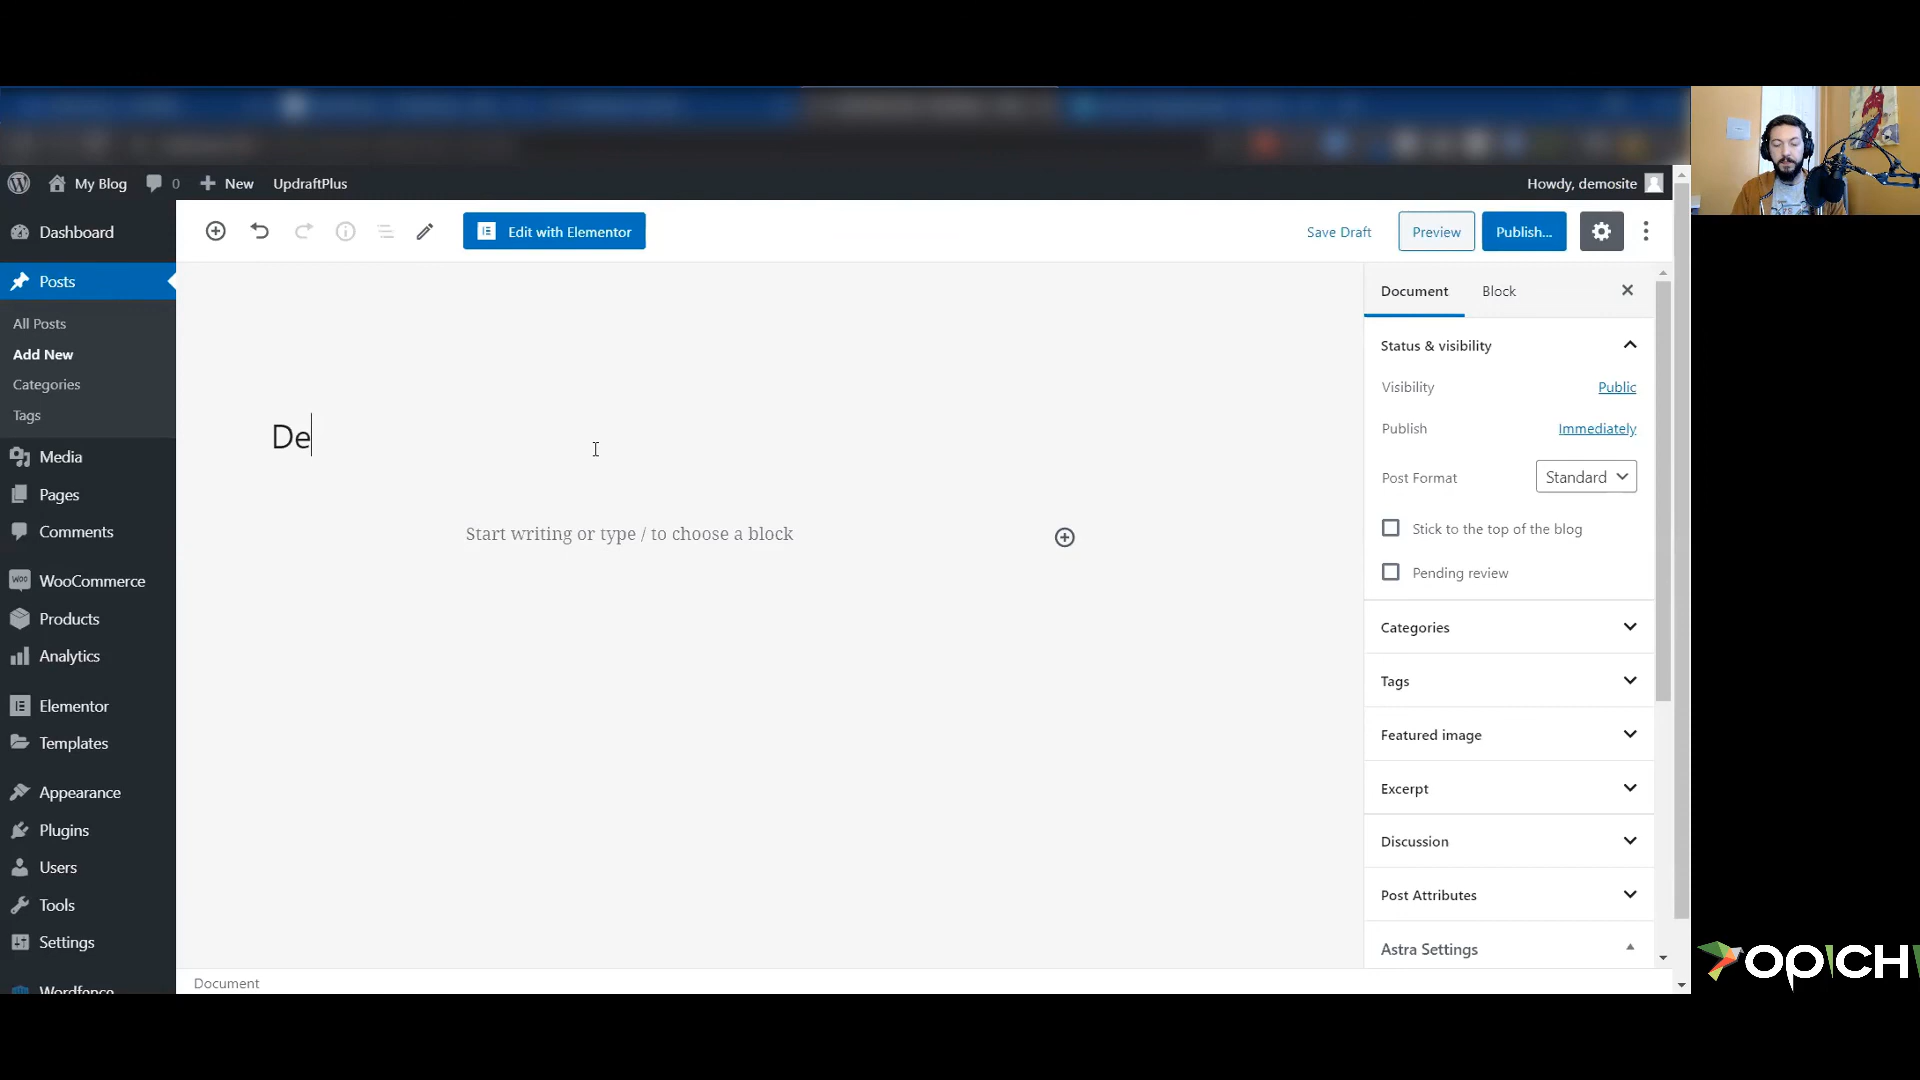 My Blog
0
New
UpdraftPlus
Howdy, demosite
Dashboard
Posts
All Posts
Add New
Categories
Tags
Media
Pages
Comments
WooCommerce
Products
Analytics
Elementor
Templates
Appearance
Plugins
Users
Tools
Settings
Wordfence
Edit with Elementor
Save Draft
Preview
Publish...
De
Start writing or type / to choose a block
Document
Block
Status & visibility
Visibility
Public
Publish
Immediately
Post Format
Standard
Stick to the top of the blog
Pending review
Categories
Tags
Featured image
Excerpt
Discussion
Post Attributes
Astra Settings
Document
OPICH